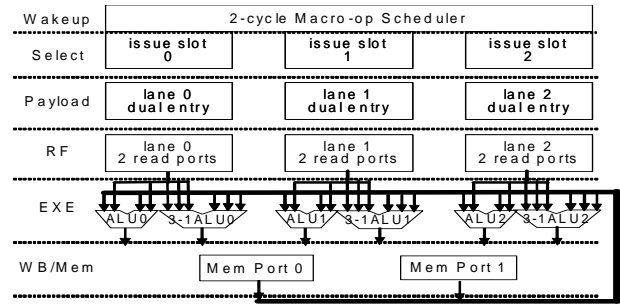 Wakeup 2-cycle Macro-op Scheduler
Select issue slot 0 issue slot 1 issue slot 2
Payload lane 0 dual entry lane 1 dual entry lane 2 dual entry
RF lane 0 2 read ports lane 1 2 read ports lane 2 2 read ports
EXE ALU0 3-1ALU0 ALU1 3-1ALU1 ALU2 3-1ALU2
WB/Mem Mem Port 0 Mem Port 1